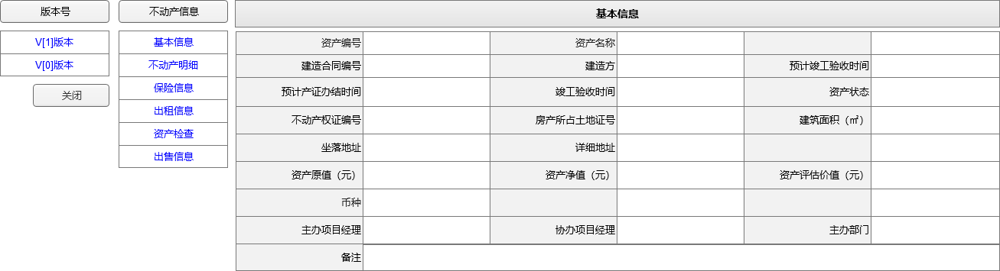 版本号
V[1]版本
V[0]版本
关闭
不动产信息
基本信息
不动产明细
保险信息
出租信息
资产检查
出售信息
基本信息
资产编号 资产名称
建造合同编号 建造方 预计竣工验收时间
预计产证办结时间 竣工验收时间 资产状态
不动产权证编号 房产所占土地证号 建筑面积（㎡）
坐落地址 详细地址
资产原值（元） 资产净值（元） 资产评估价值（元）
币种
主办项目经理 协办项目经理 主办部门
备注